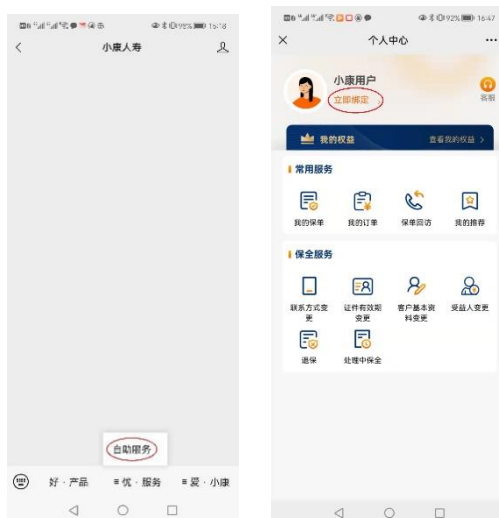 15:18
小康人寿
自助服务
好·产品
≡优·服务
≡爱·小康
92% 16:47
个人中心
小康用户
立即绑定
客服
我的权益
查看我的权益 >
常用服务
我的保单
我的订单
保单回访
我的推荐
保全服务
联系方式变
更
证件有效期
变更
客户基本资
料变更
受益人变更
退保
处理中保全